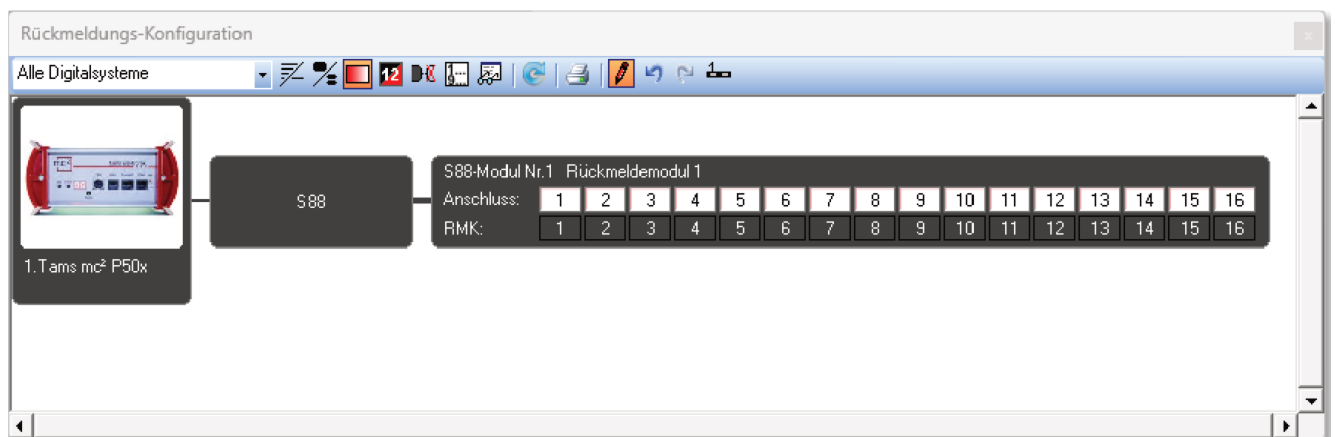 Rückmeldungs-Konfiguration
x
Alle Digitalsysteme
12
S88-Modul Nr.1 Rückmeldemodul 1
S88
Anschluss: 1 2 3 4 5 6 7 8 9 10 11 12 13 14 15 16
RMK: 1 2 3 4 5 6 7 8 9 10 11 12 13 14 15 16
1.Tams mc² P50x